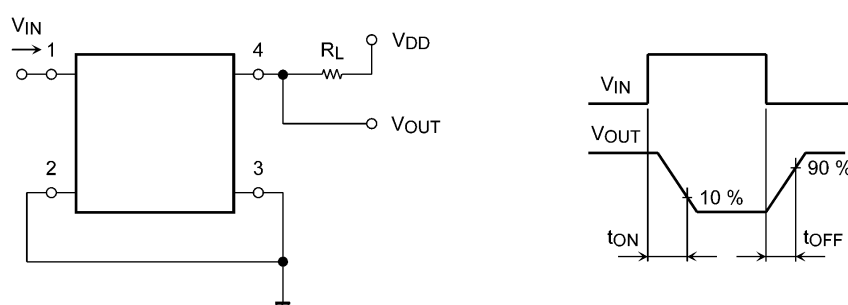 VIN
1
4
RL
VDD
VOUT
2
3
VIN
VOUT
10 %
90 %
tON
tOFF